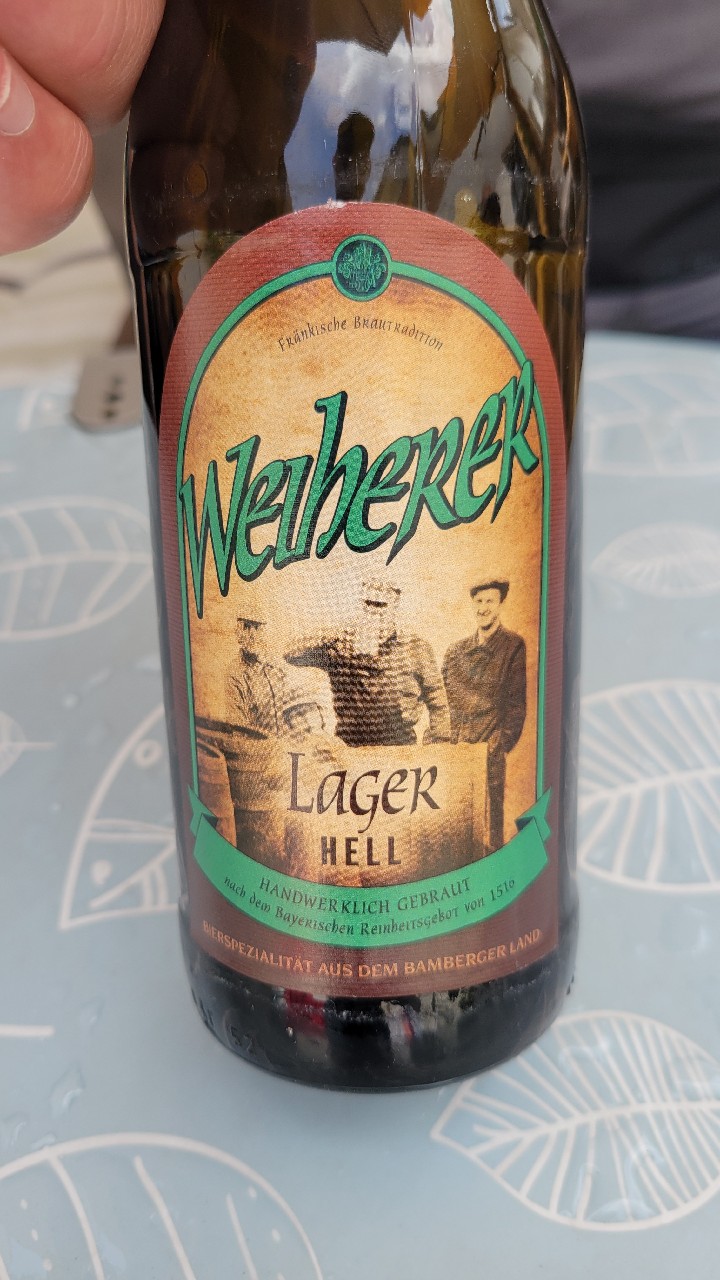 Fränkische Brautradition
Weiherer
Lager
HELL
HANDWERKLICH GEBRAUT
nach dem Bayerischen Reinheitsgebot von 1516
BIERSPEZIALITÄT AUS DEM BAMBERGER LAND